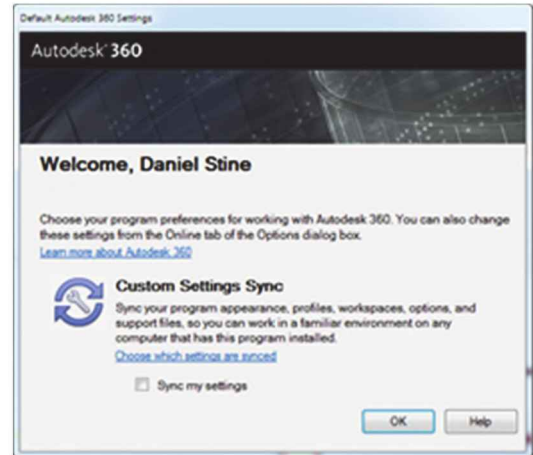 Default Autodesk 360 Settings
Autodesk® 360
Welcome, Daniel Stine
Choose your program preferences for working with Autodesk 360. You can also change
these settings from the Online tab of the Options dialog box.
Learn more about Autodesk 360
Custom Settings Sync
Sync your program appearance, profiles, workspaces, options, and
support files, so you can work in a familiar environment on any
computer that has this program installed.
Choose which settings are synced
Sync my settings
OK Help